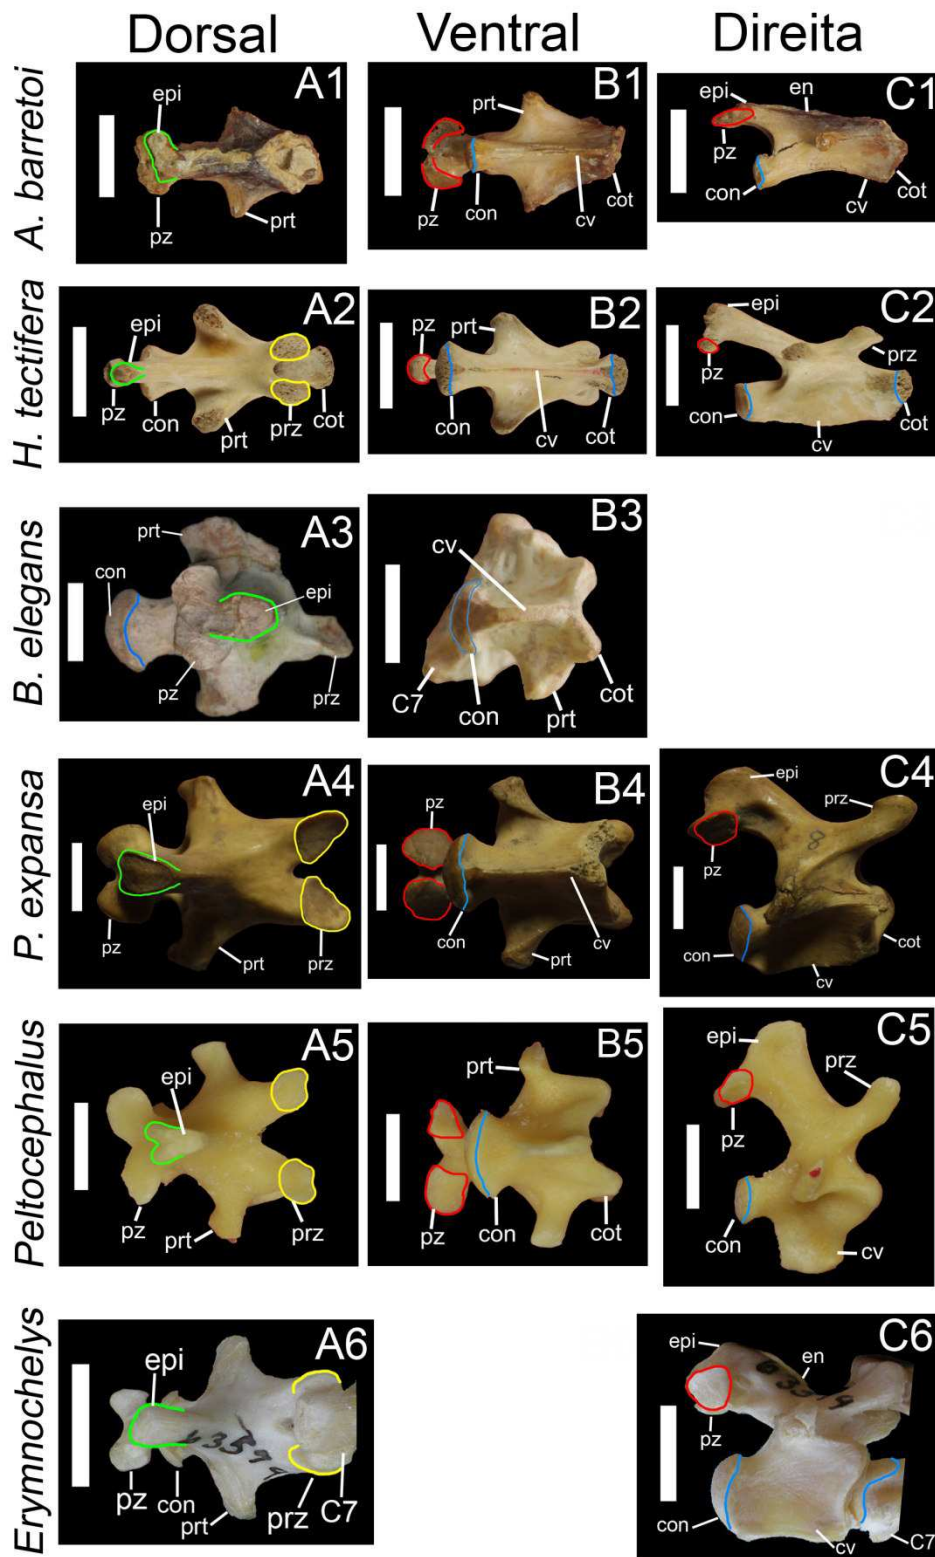 Dorsal Ventral Direita
A. barretoi
A1
epi
pz
prt
B1
prt
pz
con
cv
cot
C1
epi
en
pz
con
cv
cot
H. tectifera
A2
epi
pz
con
prt
prz
cot
B2
pz
prt
con
cv
cot
C2
epi
pz
prz
con
cv
cot
B. elegans
A3
prt
con
epi
pz
prz
B3
cv
C7
con
prt
cot
P. expansa
A4
epi
pz
prt
prz
B4
pz
con
prt
cv
C4
epi
prz
8
pz
con
cot
cv
Peltocephalus
A5
epi
pz
prt
prz
B5
prt
pz
con
cot
C5
epi
prz
pz
con
cv
Erymnochelys
A6
epi
pz
con
prt
prz
C7
C6
epi
en
pz
con
cv
C7